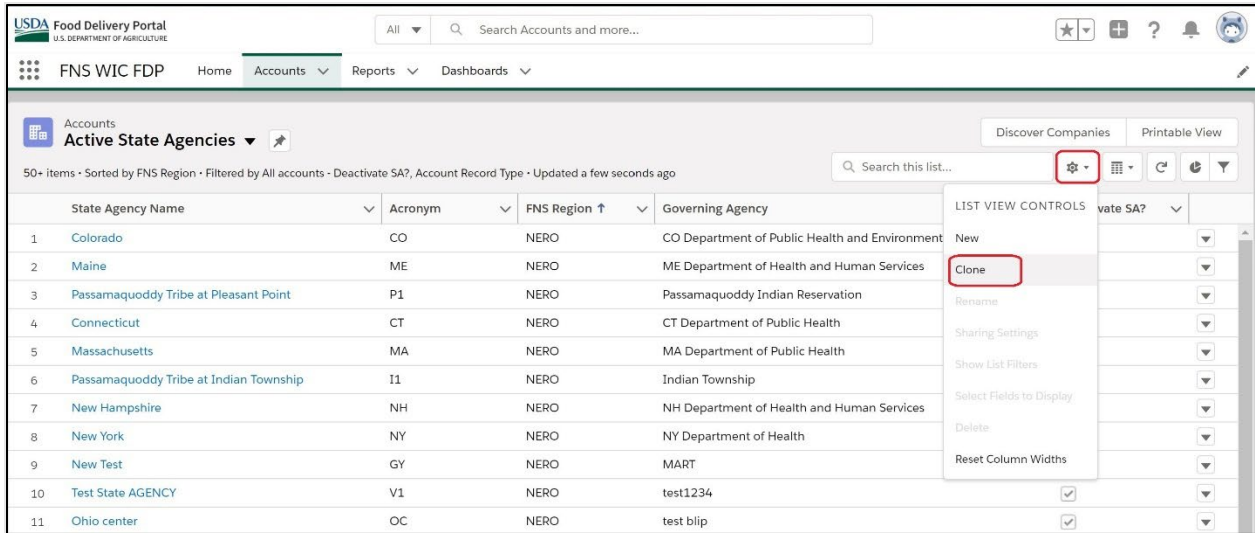 USDA Food Delivery Portal
U.S. DEPARTMENT OF AGRICULTURE
All Search Accounts and more...
FNS WIC FDP Home Accounts Reports Dashboards
Accounts
Active State Agencies
Discover Companies Printable View
50+ items • Sorted by FNS Region • Filtered by All accounts - Deactivate SA?, Account Record Type • Updated a few seconds ago
Search this list...
State Agency Name Acronym FNS Region ↑ Governing Agency vate SA?
1 Colorado CO NERO CO Department of Public Health and Environment
2 Maine ME NERO ME Department of Health and Human Services
3 Passamaquoddy Tribe at Pleasant Point P1 NERO Passamaquoddy Indian Reservation
4 Connecticut CT NERO CT Department of Public Health
5 Massachusetts MA NERO MA Department of Public Health
6 Passamaquoddy Tribe at Indian Township I1 NERO Indian Township
7 New Hampshire NH NERO NH Department of Health and Human Services
8 New York NY NERO NY Department of Health
9 New Test GY NERO MART
10 Test State AGENCY V1 NERO test1234
11 Ohio center OC NERO test blip
LIST VIEW CONTROLS
New
Clone
Rename
Sharing Settings
Show List Filters
Select Fields to Display
Delete
Reset Column Widths